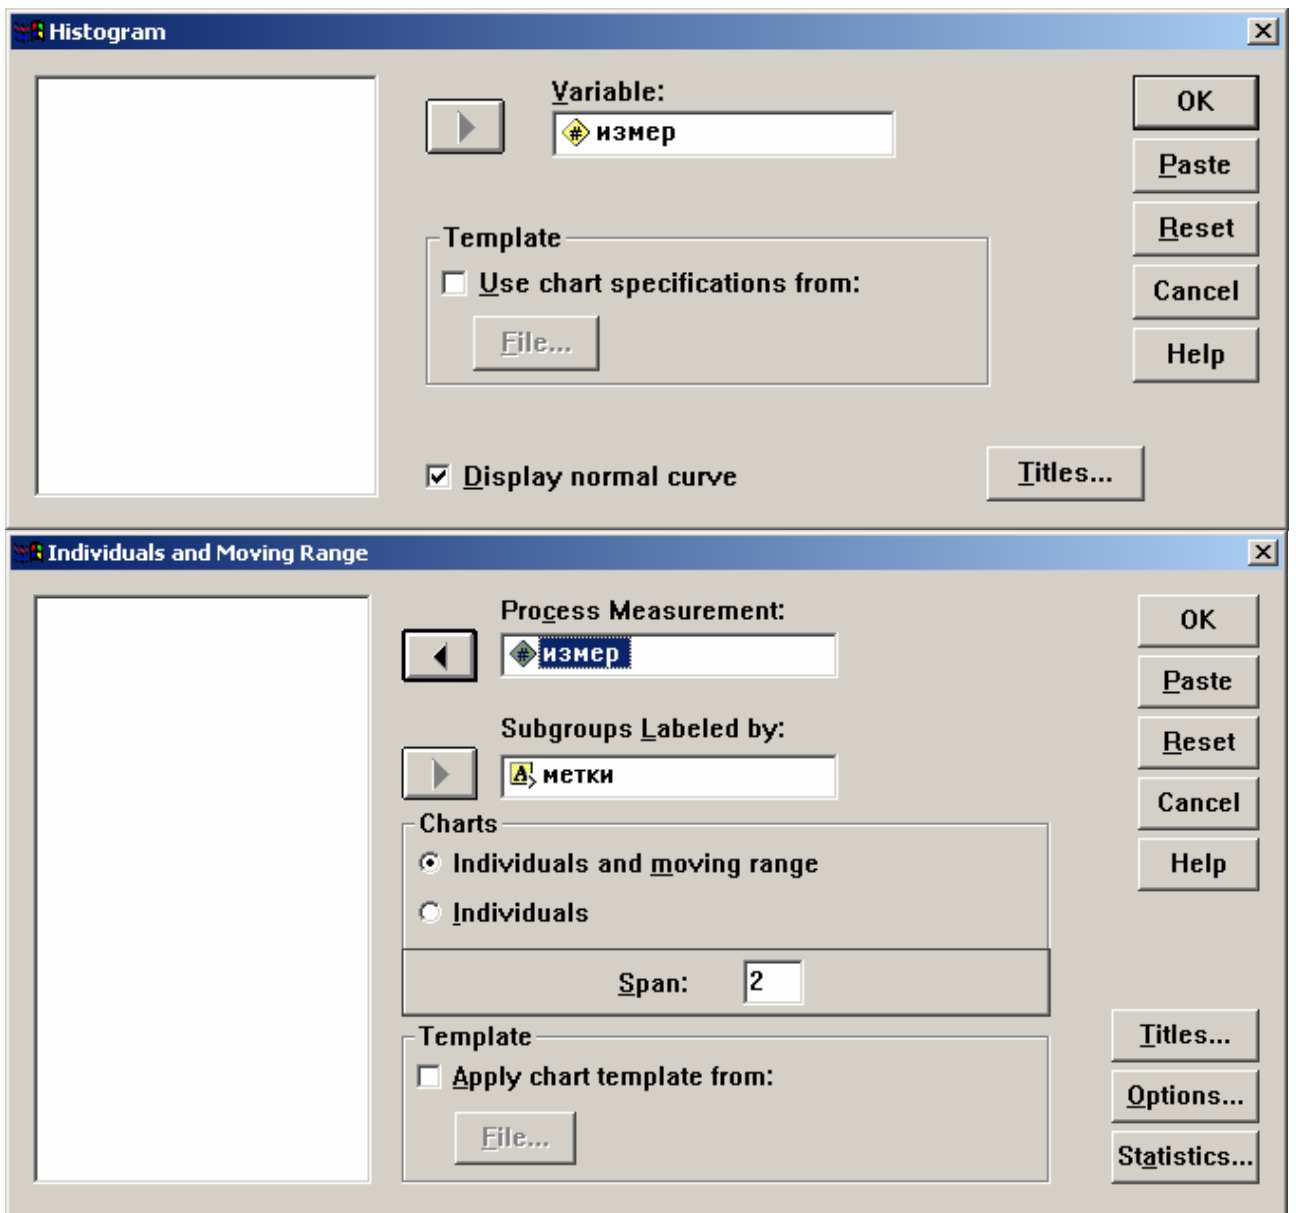 Histogram
Variable:
измер
OK
Paste
Reset
Cancel
Help
Template
Use chart specifications from:
File...
Display normal curve
Titles...
Individuals and Moving Range
Process Measurement:
измер
Subgroups Labeled by:
метки
OK
Paste
Reset
Cancel
Help
Charts
Individuals and moving range
Individuals
Span: 2
Template
Apply chart template from:
File...
Titles...
Options...
Statistics...